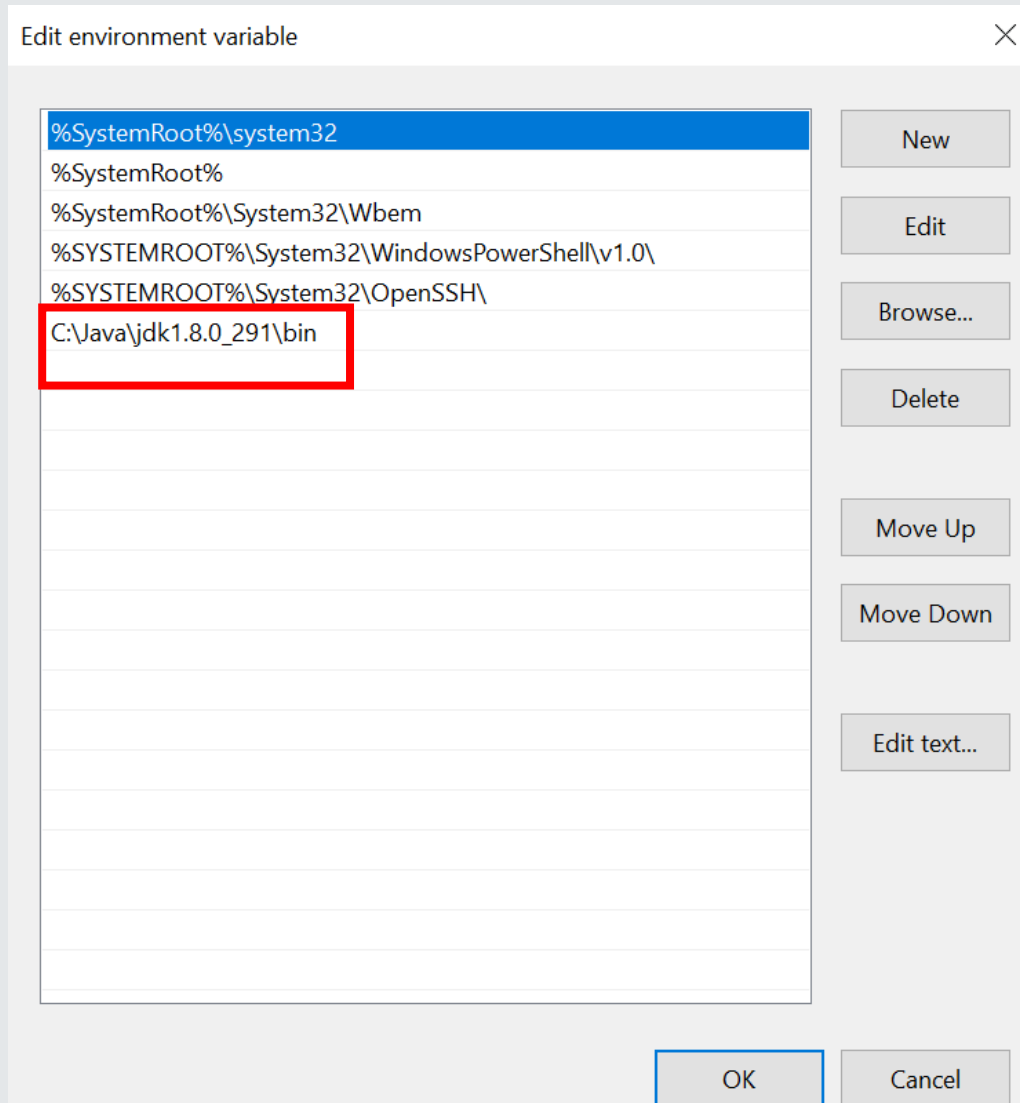 Edit environment variable
%SystemRoot%\system32
%SystemRoot%
%SystemRoot%\System32\Wbem
%SYSTEMROOT%\System32\WindowsPowerShell\v1.0\
%SYSTEMROOT%\System32\OpenSSH\
C:\Java\jdk1.8.0_291\bin
New
Edit
Browse...
Delete
Move Up
Move Down
Edit text...
OK
Cancel